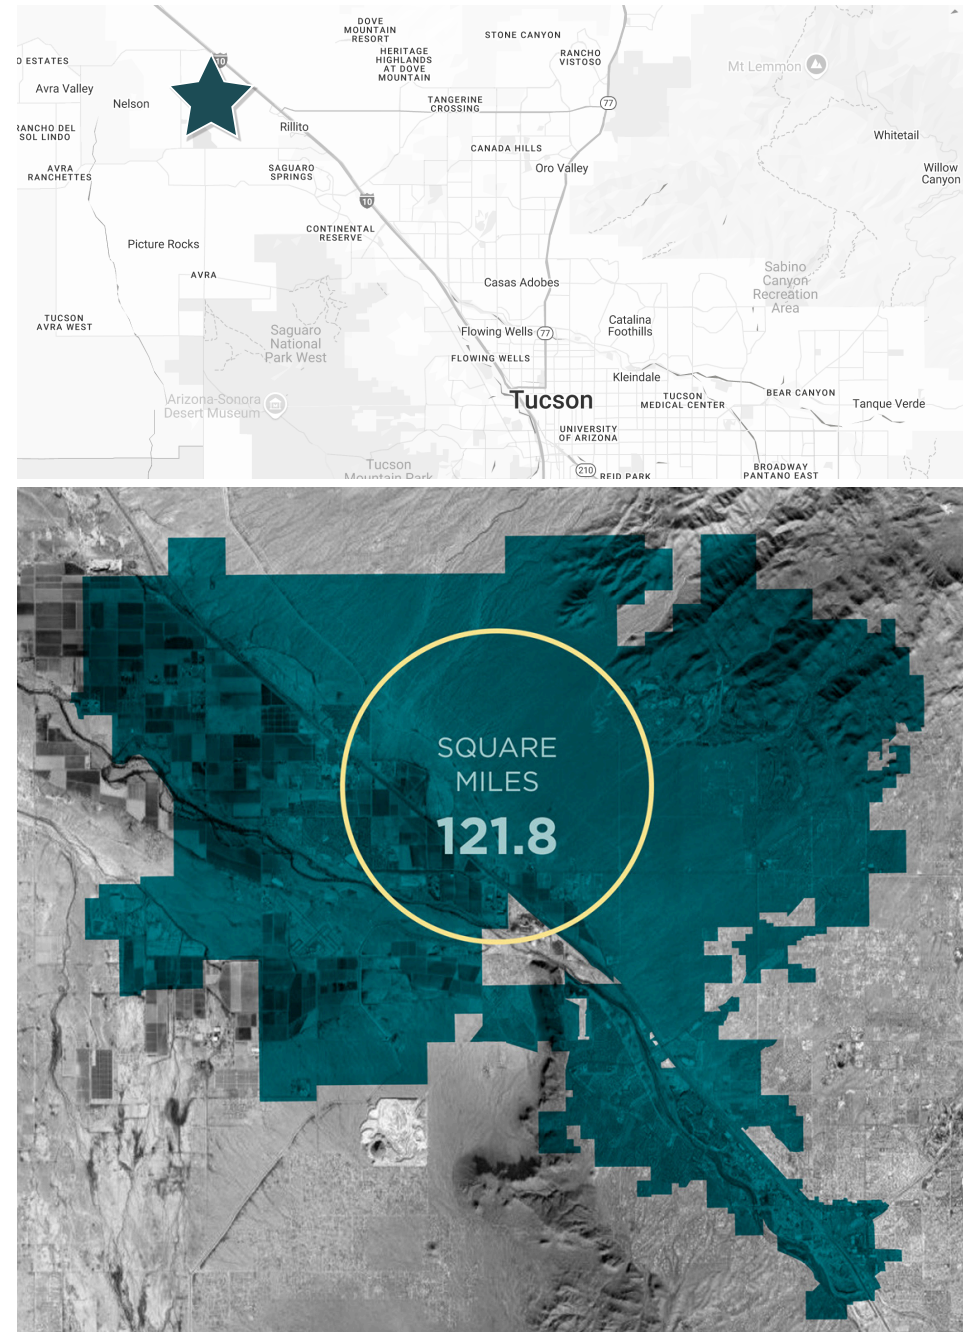 DOVE
MOUNTAIN
RESORT
STONE CANYON
HERITAGE
HIGHLANDS
AT DOVE
MOUNTAIN
RANCHO
VISTOSO
10
O ESTATES
Mt Lemmon
Avra Valley
Nelson
TANGERINE
CROSSING
77
Rillito
RANCHO DEL
SOL LINDO
Whitetail
CANADA HILLS
AVRA
RANCHETTES
SAGUARO
SPRINGS
Oro Valley
Willow
Canyon
10
CONTINENTAL
RESERVE
Picture Rocks
AVRA
Sabino
Canyon
Recreation
Area
Casas Adobes
TUCSON
AVRA WEST
Saguaro
National
Park West
Flowing Wells
77
Catalina
Foothills
FLOWING WELLS
Kleindale
Arizona-Sonora
Desert Museum
Tucson
TUCSON
MEDICAL CENTER
BEAR CANYON
Tanque Verde
UNIVERSITY
OF ARIZONA
Tucson
Mountain Park
210
REID PARK
BROADWAY
PANTANO EAST
SQUARE
MILES
121.8